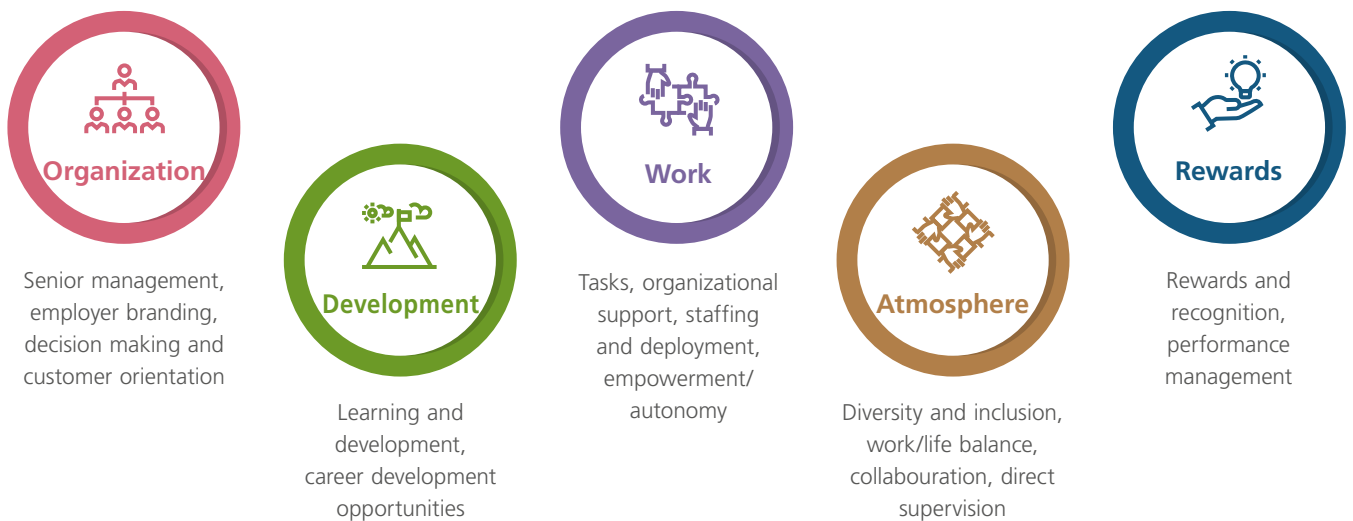 Organization
Senior management,
employer branding,
decision making and
customer orientation
Development
Learning and
development,
career development
opportunities
Work
Tasks, organizational
support, staffing
and deployment,
empowerment/
autonomy
Atmosphere
Diversity and inclusion,
work/life balance,
collabouration, direct
supervision
Rewards
Rewards and
recognition,
performance
management